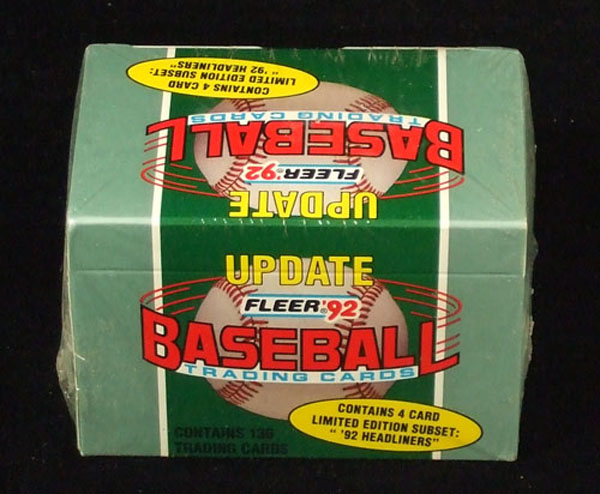 CONTAINS 4 CARD
LIMITED EDITION SUBSET:
" '92 HEADLINERS"
BASEBALL
TRADING CARDS
FLEER '92
UPDATE
UPDATE
FLEER '92
BASEBALL
TRADING CARDS
CONTAINS 4 CARD
LIMITED EDITION SUBSET:
" '92 HEADLINERS"
CONTAINS 136
TRADING CARDS